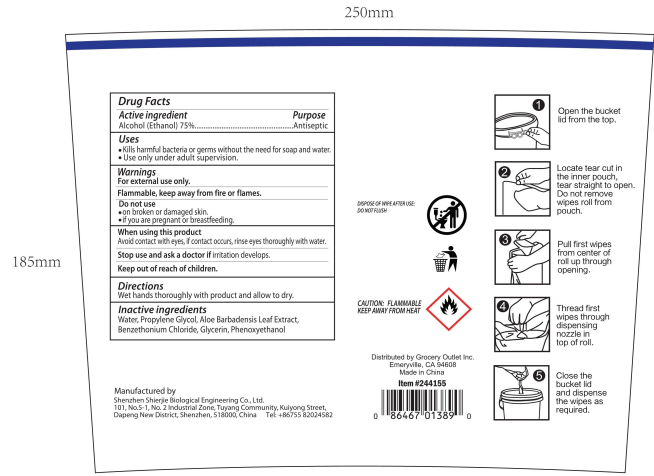 250mm
185mm
Drug Facts
Active ingredient Purpose
Alcohol (Ethanol) 75%..........................................Antiseptic
Uses
• Kills harmful bacteria or germs without the need for soap and water.
• Use only under adult supervision.
Warnings
For external use only.
Flammable, keep away from fire or flames.
Do not use
• on broken or damaged skin.
• if you are pregnant or breastfeeding.
When using this product
Avoid contact with eyes, if contact occurs, rinse eyes thoroughly with water.
Stop use and ask a doctor if irritation develops.
Keep out of reach of children.
Directions
Wet hands thoroughly with product and allow to dry.
Inactive ingredients
Water, Propylene Glycol, Aloe Barbadensis Leaf Extract,
Benzethonium Chloride, Glycerin, Phenoxyethanol
Manufactured by
Shenzhen Shierjie Biological Engineering Co., Ltd.
101, No.5-1, No. 2 Industrial Zone, Tuyang Community, Kuiyong Street,
Dapeng New District, Shenzhen, 518000, China Tel: +86755 82024582
DISPOSE OF WIPE AFTER USE:
DO NOT FLUSH
CAUTION: FLAMMABLE
KEEP AWAY FROM HEAT
Distributed by Grocery Outlet Inc.
Emeryville, CA 94608
Made in China
Item #244155
0 86467 01389 0
1
Open the bucket
lid from the top.
2
Locate tear cut in
the inner pouch,
tear straight to open.
Do not remove
wipes roll from
pouch.
3
Pull first wipes
from center of
roll up through
opening.
4
Thread first
wipes through
dispensing
nozzle in
top of roll.
5
Close the
bucket lid
and dispense
the wipes as
required.